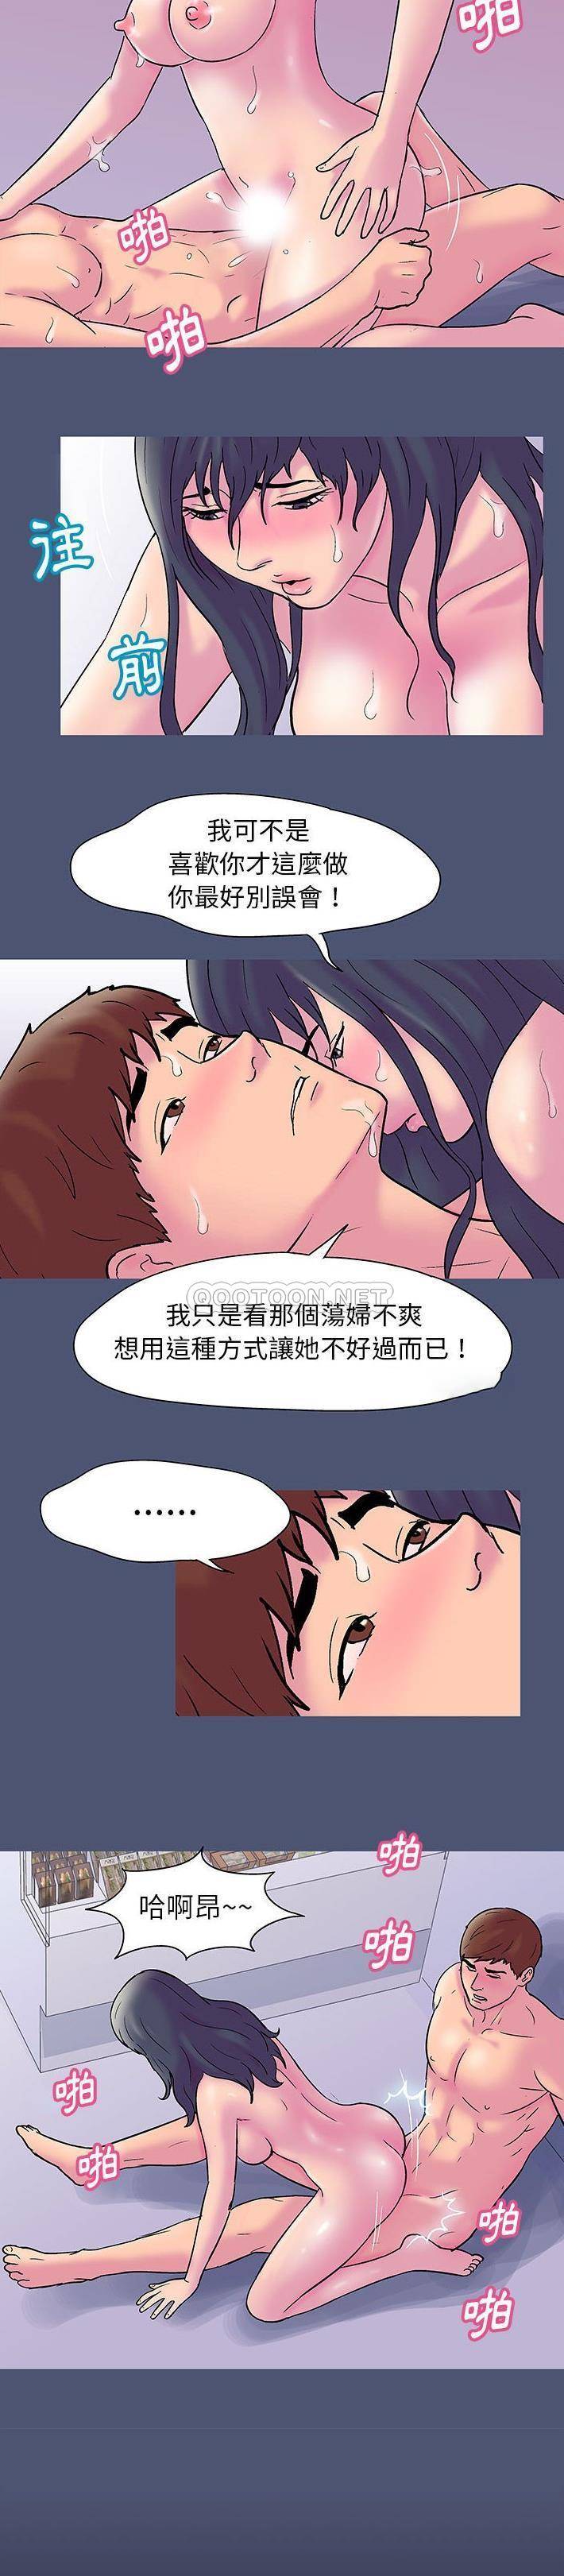 啪
啪
啪
往
前
我可不是
喜歡你才這麼做
你最好別誤會！
QOOTOON.NET
我只是看那個蕩婦不爽
想用這種方式讓她不好過而已！
......
啪
哈啊昂~~
啪
啪
啪
啪
啪